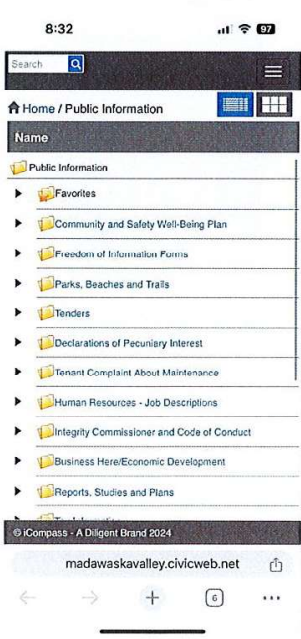 8:32
97
Search
Home / Public Information
Name
Public Information
Favorites
Community and Safety Well-Being Plan
Freedom of Information Forms
Parks, Beaches and Trails
Tenders
Declarations of Pecuniary Interest
Tenant Complaint About Maintenance
Human Resources - Job Descriptions
Integrity Commissioner and Code of Conduct
Business Here/Economic Development
Reports, Studies and Plans
© iCompass - A Diligent Brand 2024
madawaskavalley.civicweb.net
6